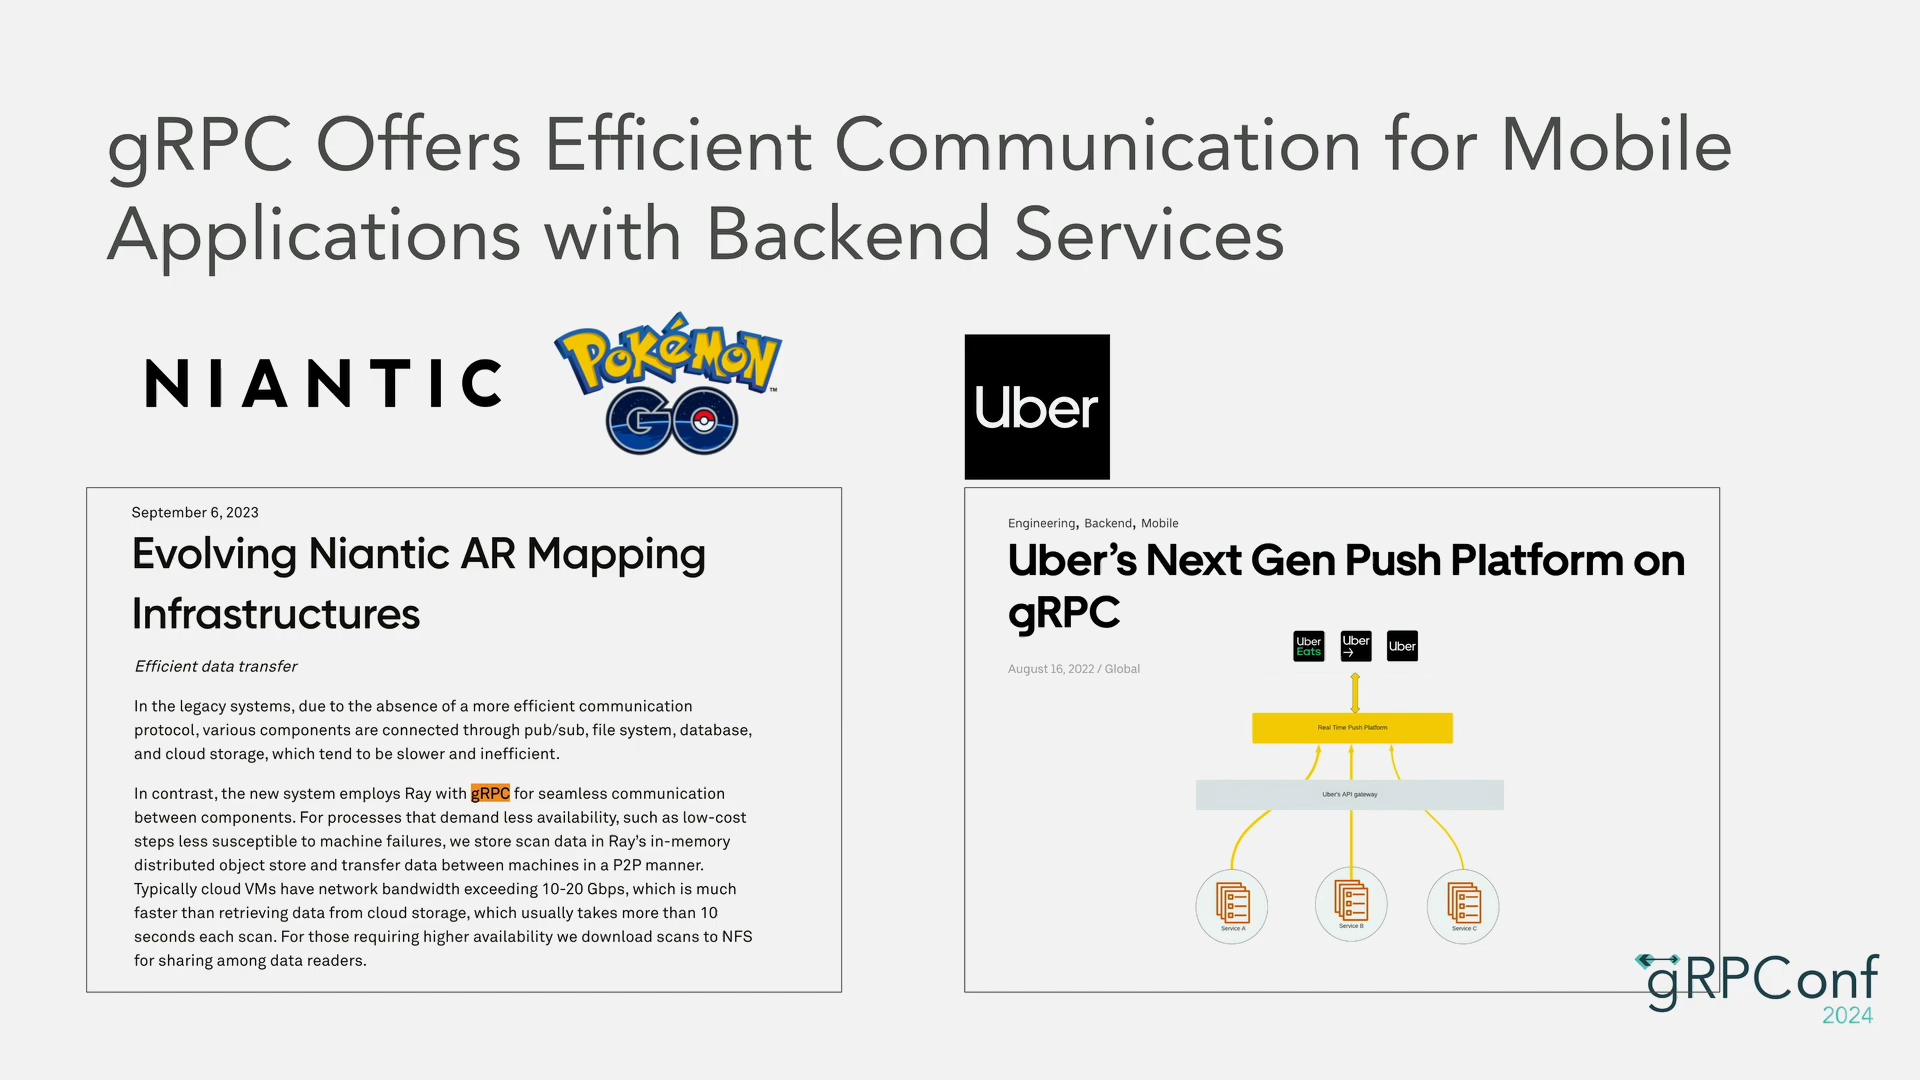 gRPC Offers Efficient Communication for Mobile
Applications with Backend Services
NIANTIC
POKéMON
GO
TM
Uber
September 6, 2023
Evolving Niantic AR Mapping
Infrastructures
Efficient data transfer
In the legacy systems, due to the absence of a more efficient communication
protocol, various components are connected through pub/sub, file system, database,
and cloud storage, which tend to be slower and inefficient.
In contrast, the new system employs Ray with gRPC for seamless communication
between components. For processes that demand less availability, such as low-cost
steps less susceptible to machine failures, we store scan data in Ray's in-memory
distributed object store and transfer data between machines in a P2P manner.
Typically cloud VMs have network bandwidth exceeding 10-20 Gbps, which is much
faster than retrieving data from cloud storage, which usually takes more than 10
seconds each scan. For those requiring higher availability we download scans to NFS
for sharing among data readers.
Engineering, Backend, Mobile
Uber’s Next Gen Push Platform on
gRPC
August 16, 2022 / Global
Uber Eats
Uber →
Uber
Real Time Push Platform
Uber's API gateway
Service A
Service B
Service C
gRPConf
2024